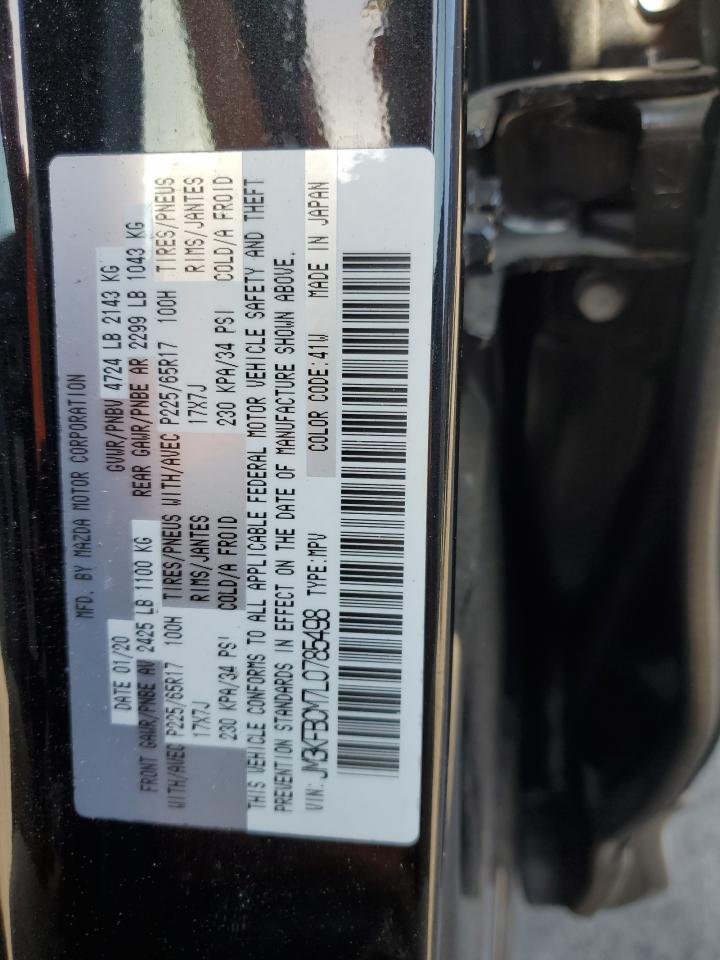 MFD. BY MAZDA MOTOR CORPORATION
DATE 01/20 GVWR/PNBV 4724 LB 2143 KG
FRONT GAWR/PNBE AV 2425 LB 1100 KG REAR GAWR/PNBE AR 2299 LB 1043 KG
WITH/AVEC P225/65R17 100H TIRES/PNEUS WITH/AVEC P225/65R17 100H TIRES/PNEUS
17X7J RIMS/JANTES 17X7J RIMS/JANTES
230 KPA/34 PSI COLD/A FROID 230 KPA/34 PSI COLD/A FROID
THIS VEHICLE CONFORMS TO ALL APPLICABLE FEDERAL MOTOR VEHICLE SAFETY AND THEFT
PREVENTION STANDARDS IN EFFECT ON THE DATE OF MANUFACTURE SHOWN ABOVE.
VIN: JM3KFBCM7L0785498 TYPE:MPV COLOR CODE:41W MADE IN JAPAN